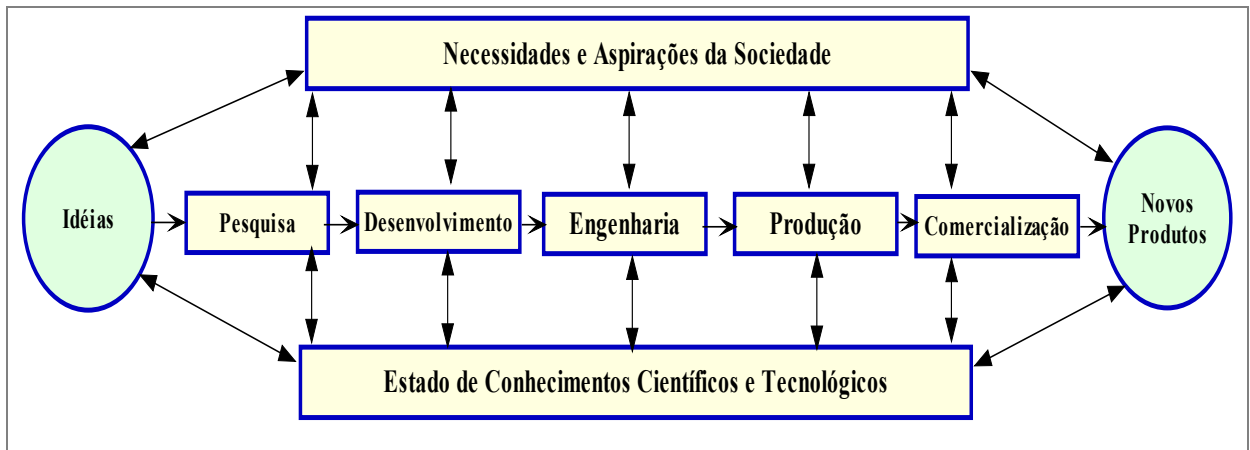 Necessidades e Aspirações da Sociedade
Idéias
Pesquisa
Desenvolvimento
Engenharia
Produção
Comercialização
Novos
Produtos
Estado de Conhecimentos Científicos e Tecnológicos